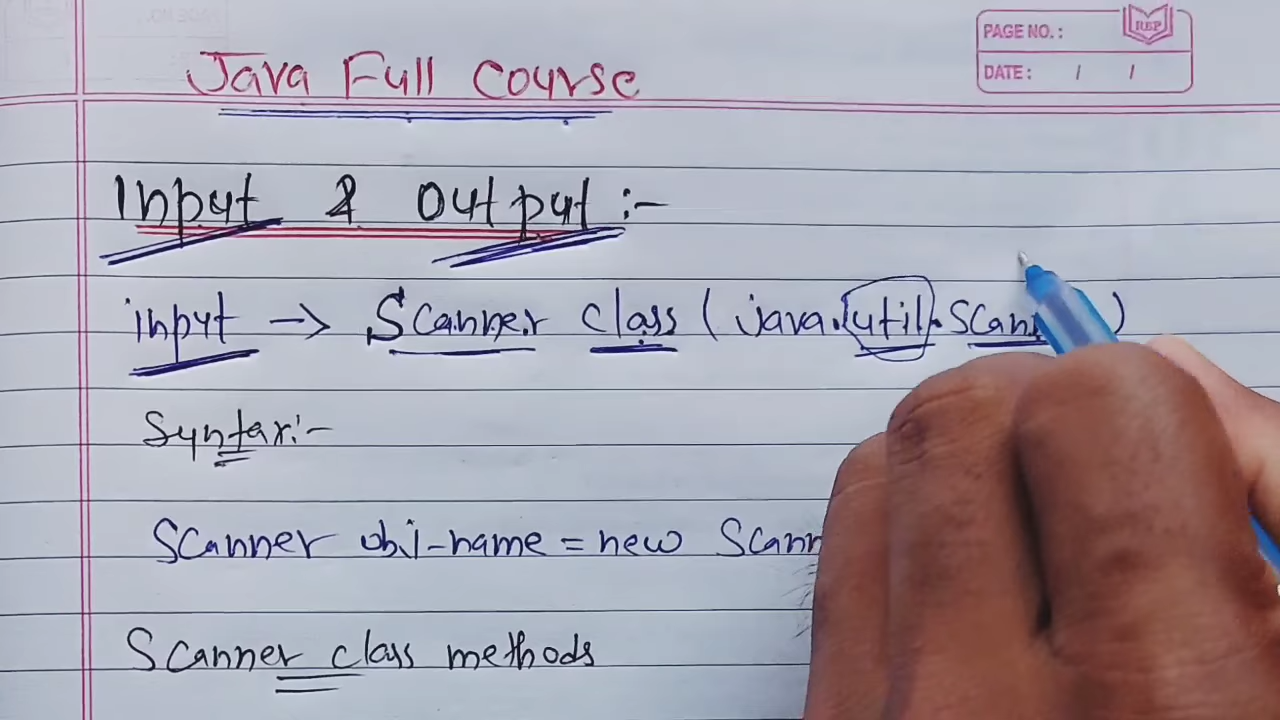 PAGE NO. :
REP
DATE : / /
Java Full Course
Input & Output :-
input -> Scanner class ( java.util.Scan )
Syntax:-
Scanner obj-name = new Scann
Scanner class methods